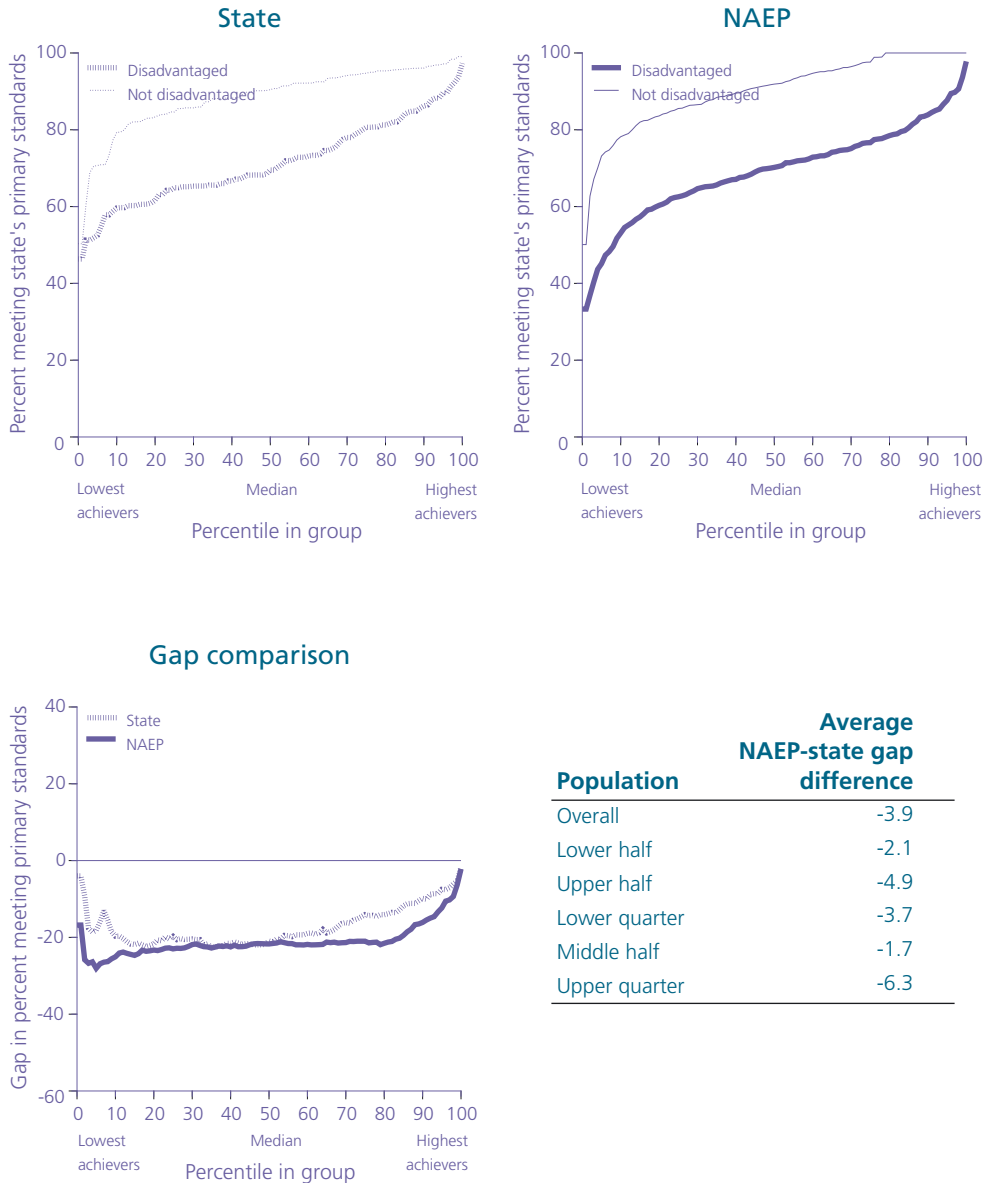 State
Percent meeting state's primary standards
100
80
60
40
20
0
Disadvantaged
Not disadvantaged
0 10 20 30 40 50 60 70 80 90 100
Lowest achievers
Median
Highest achievers
Percentile in group
NAEP
Percent meeting state's primary standards
100
80
60
40
20
0
Disadvantaged
Not disadvantaged
0 10 20 30 40 50 60 70 80 90 100
Lowest achievers
Median
Highest achievers
Percentile in group
Gap comparison
Gap in percent meeting primary standards
40
20
0
-20
-40
-60
State
NAEP
0 10 20 30 40 50 60 70 80 90 100
Lowest achievers
Median
Highest achievers
Percentile in group
Average
NAEP-state gap
Population difference
Overall -3.9
Lower half -2.1
Upper half -4.9
Lower quarter -3.7
Middle half -1.7
Upper quarter -6.3